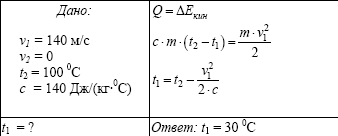 Дано:
v₁ = 140 м/с
v₂ = 0
t₂ = 100 ⁰C
c = 140 Дж/(кг·⁰C)
Q = ΔEкин
c · m · (t₂ – t₁) = m · v₁² / 2
t₁ = t₂ – v₁² / 2 · c
t₁ = ?
Ответ: t₁ = 30 ⁰C